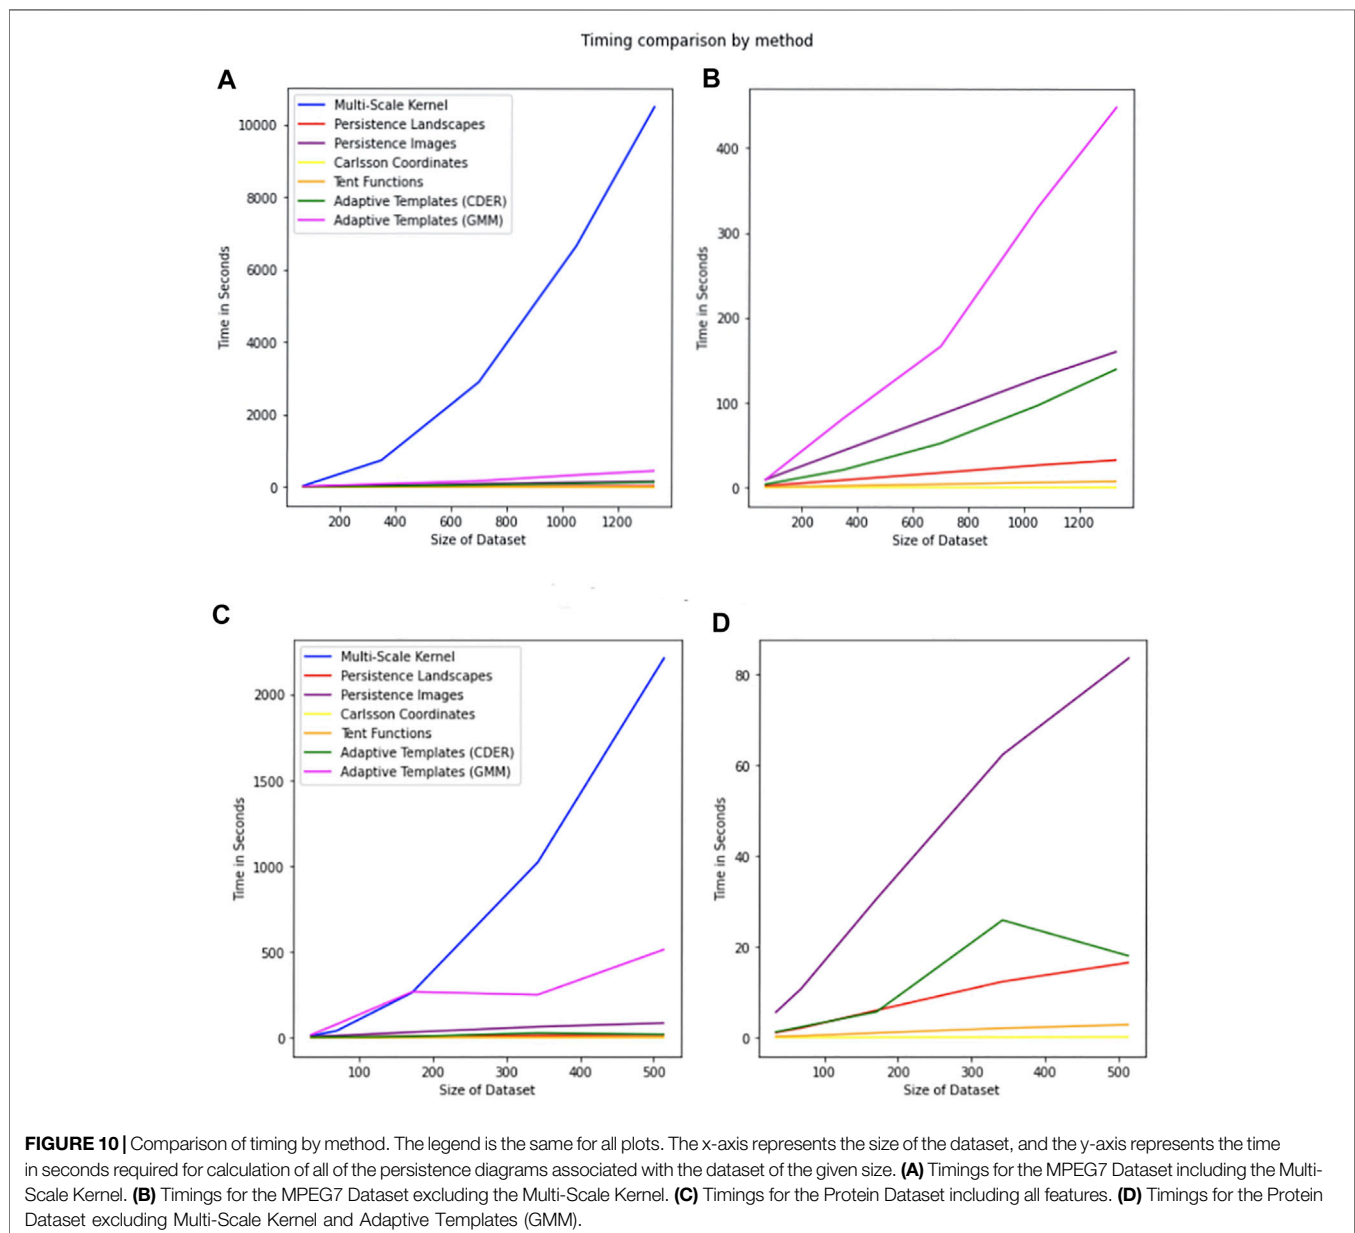 Timing comparison by method
A
B
Multi-Scale Kernel
Persistence Landscapes
Persistence Images
Carlsson Coordinates
Tent Functions
Adaptive Templates (CDER)
Adaptive Templates (GMM)
10000
8000
6000
4000
2000
0
Time in Seconds
200
400
600
800
1000
1200
Size of Dataset
400
300
200
100
0
Time in Seconds
200
400
600
800
1000
1200
Size of Dataset
C
D
Multi-Scale Kernel
Persistence Landscapes
Persistence Images
Carlsson Coordinates
Tent Functions
Adaptive Templates (CDER)
Adaptive Templates (GMM)
2000
1500
1000
500
0
Time in Seconds
100
200
300
400
500
Size of Dataset
80
60
40
20
0
Time in Seconds
100
200
300
400
500
Size of Dataset
FIGURE 10 | Comparison of timing by method. The legend is the same for all plots. The x-axis represents the size of the dataset, and the y-axis represents the time
in seconds required for calculation of all of the persistence diagrams associated with the dataset of the given size. (A) Timings for the MPEG7 Dataset including the Multi-
Scale Kernel. (B) Timings for the MPEG7 Dataset excluding the Multi-Scale Kernel. (C) Timings for the Protein Dataset including all features. (D) Timings for the Protein
Dataset excluding Multi-Scale Kernel and Adaptive Templates (GMM).